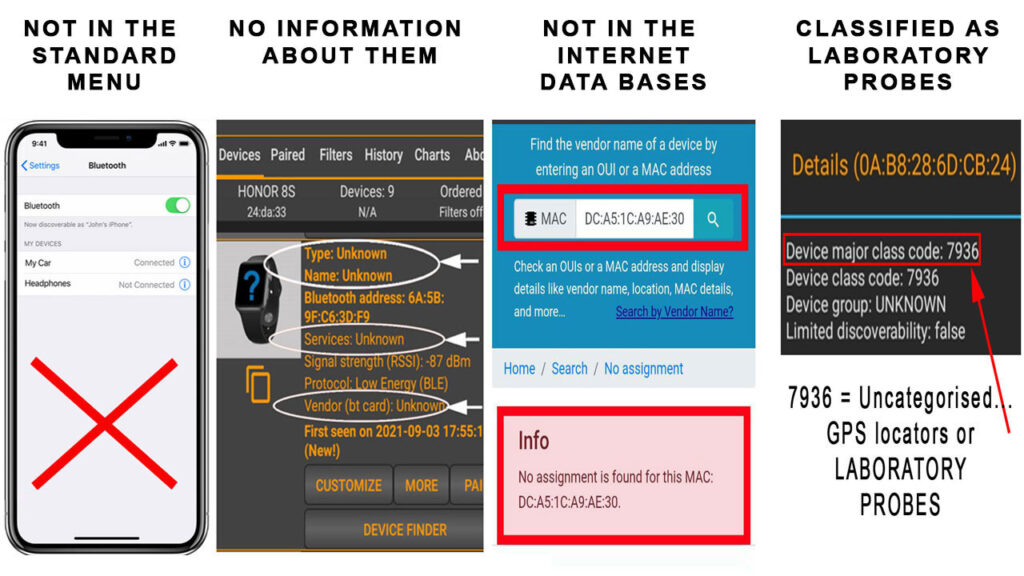 NOT IN THE
STANDARD
MENU
NO INFORMATION
ABOUT THEM
NOT IN THE
INTERNET
DATA BASES
CLASSIFIED AS
LABORATORY
PROBES
9:41
Settings
Bluetooth
Bluetooth
Now discoverable as "John's iPhone".
MY DEVICES
My Car Connected
Headphones Not Connected
Devices Paired Filters History Charts Abo
HONOR 8S Devices: 9 Ordered
24:da:33 N/A Filters off
?
Type: Unknown
Name: Unknown
Bluetooth address: 6A:5B:
9F:C6:3D:F9
Services: Unknown
Signal strength (RSSI): -87 dBm
Protocol: Low Energy (BLE)
Vendor (bt card): Unknown
First seen on 2021-09-03 17:55:1
(New!)
CUSTOMIZE MORE PAI
DEVICE FINDER
Find the vendor name of a device by
entering an OUI or a MAC address
MAC DC:A5:1C:A9:AE:30
Check an OUIs or a MAC address and display
details like vendor name, location, MAC details,
and more... Search by Vendor Name?
Home / Search / No assignment
Info
No assignment is found for this MAC:
DC:A5:1C:A9:AE:30.
Details (0A:B8:28:6D:CB:24)
Device major class code: 7936
Device class code: 7936
Device group: UNKNOWN
Limited discoverability: false
7936 = Uncategorised...
GPS locators or
LABORATORY
PROBES